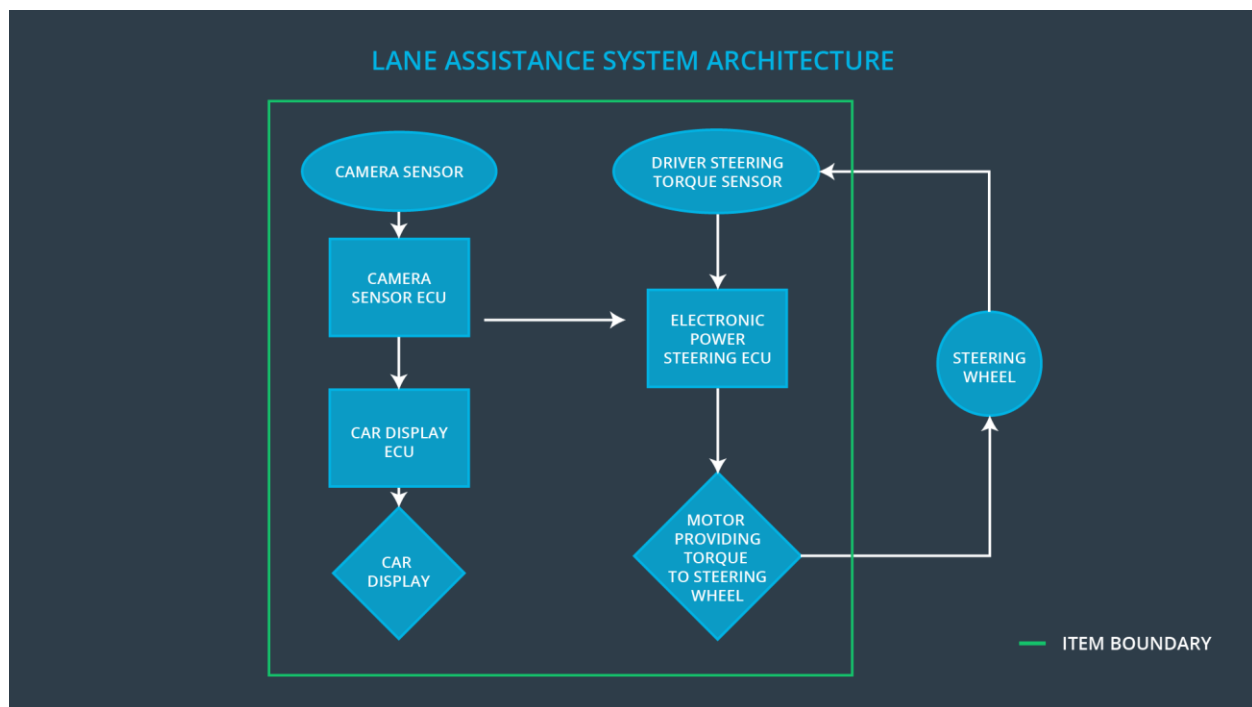 LANE ASSISTANCE SYSTEM ARCHITECTURE
CAMERA SENSOR
CAMERA
SENSOR ECU
CAR DISPLAY
ECU
CAR
DISPLAY
DRIVER STEERING
TORQUE SENSOR
ELECTRONIC
POWER
STEERING ECU
MOTOR
PROVIDING
TORQUE
TO STEERING
WHEEL
STEERING
WHEEL
ITEM BOUNDARY